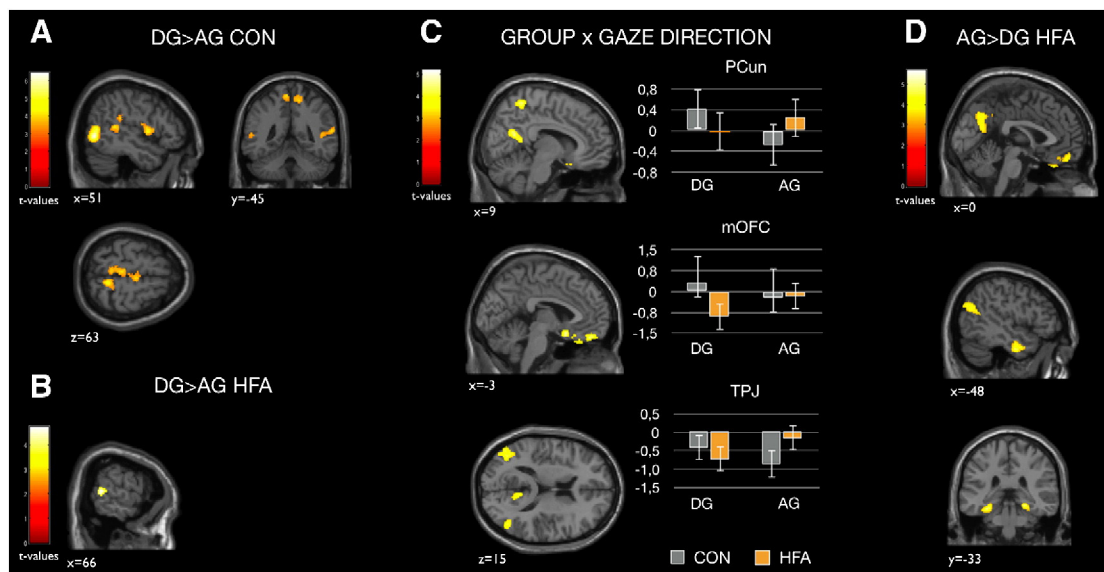 A
DG>AG CON
t-values
x=51
y=-45
z=63
B
DG>AG HFA
t-values
x=66
C
GROUP x GAZE DIRECTION
PCun
0,8
0,4
0
-0,4
-0,8
DG
AG
x=9
mOFC
1,5
0,8
0
-0,8
-1,5
DG
AG
x=-3
TPJ
0,5
0
-0,5
-1,0
-1,5
DG
AG
z=15
CON
HFA
D
AG>DG HFA
t-values
x=0
x=-48
y=-33